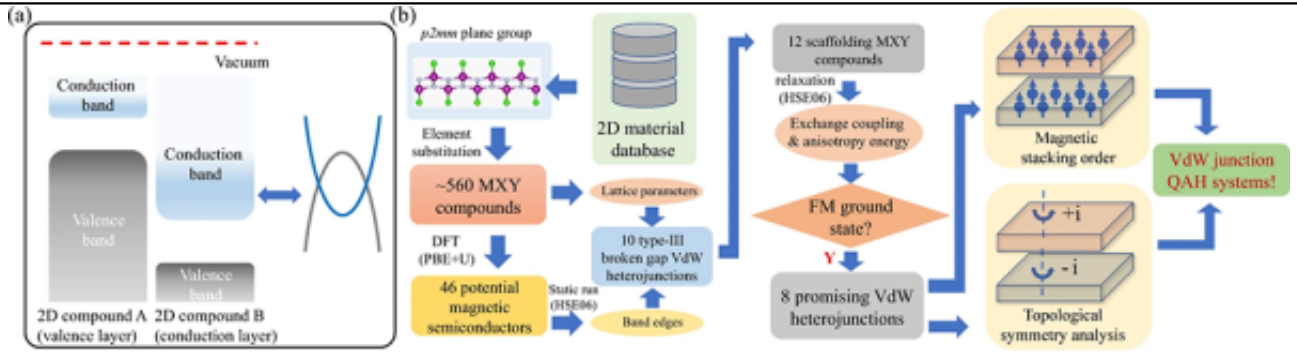 (a)
Vacuum
Conduction
band
Conduction
band
Valence
band
Valence
band
2D compound A
(valence layer)
2D compound B
(conduction layer)
(b)
p2mm plane group
2D material
database
Element
substitution
~560 MXY
compounds
Lattice parameters
DFT
(PBE+U)
10 type-III
broken gap VdW
heterojunctions
46 potential
magnetic
semiconductors
Static run
(HSE06)
Band edges
12 scaffolding MXY
compounds
relaxation
(HSE06)
Exchange coupling
& anisotropy energy
FM ground
state?
Y
8 promising VdW
heterojunctions
Magnetic
stacking order
+i
- i
Topological
symmetry analysis
VdW junction
QAH systems!